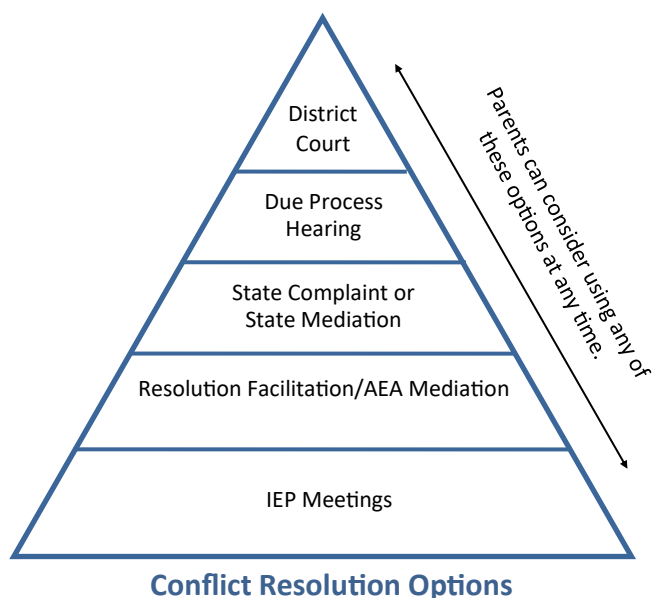 District
Court
Due Process
Hearing
State Complaint or
State Mediation
Resolution Facilitation/AEA Mediation
IEP Meetings
Parents can consider using any of
these options at any time.
Conflict Resolution Options